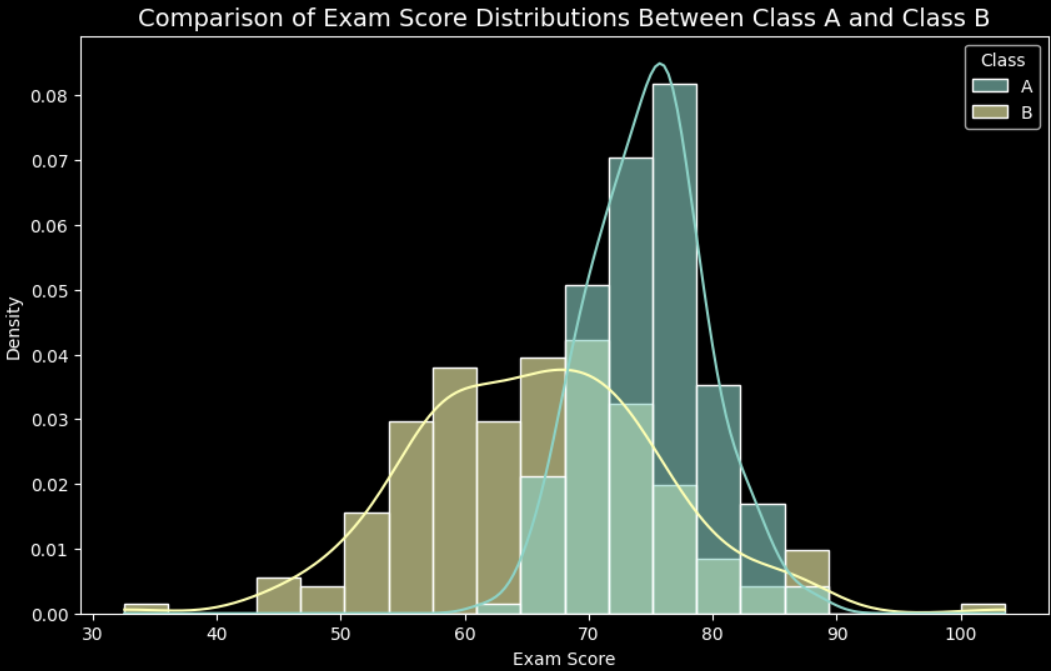 Comparison of Exam Score Distributions Between Class A and Class B
Class
A
B
Density
0.08
0.07
0.06
0.05
0.04
0.03
0.02
0.01
0.00
30 40 50 60 70 80 90 100
Exam Score